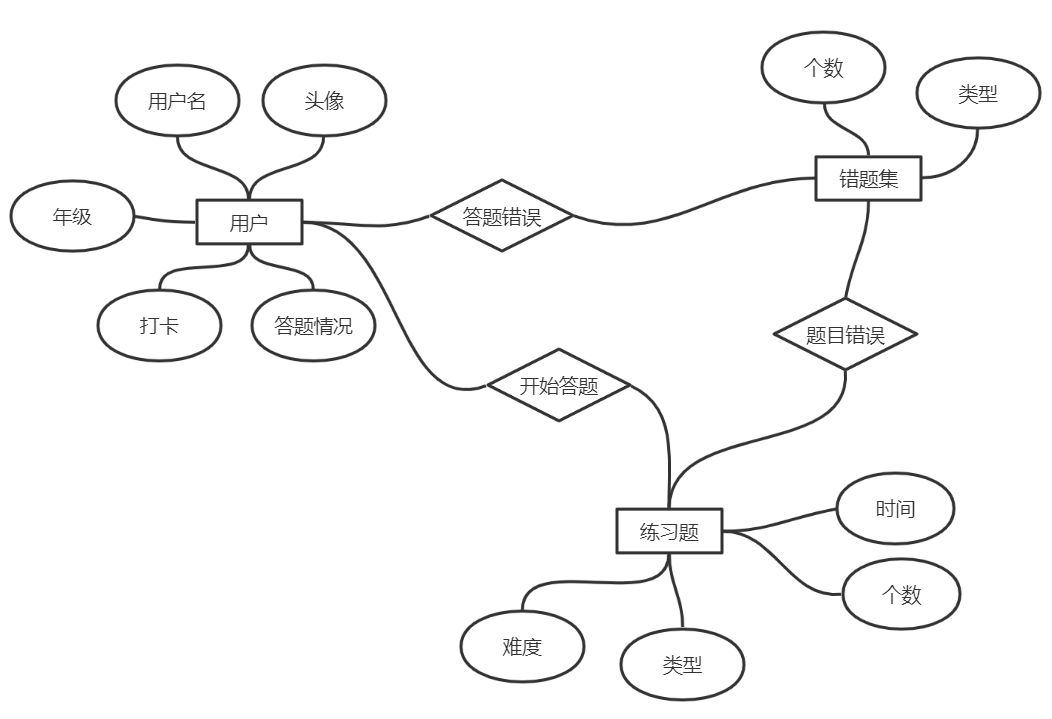 个数
类型
用户名
头像
错题集
年级
用户
答题错误
打卡
答题情况
题目错误
开始答题
时间
练习题
个数
难度
类型